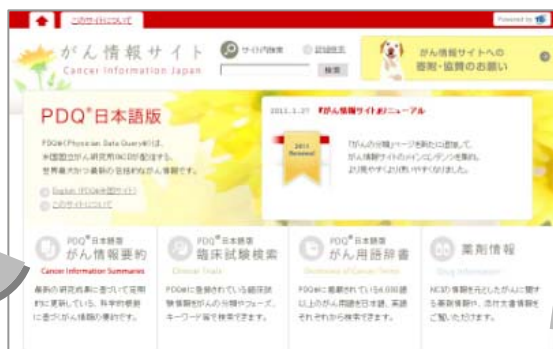 このサイトについて
Powered by
がん情報サイト
Cancer Information Japan
サイト内検索
詳細検索
検索
がん情報サイトへの
寄附・協賛のお願い
PDQ®日本語版
PDQ®(Physician Data Query®)は、
米国国立がん研究所(NCI)が配信する、
世界最大かつ最新の包括的ながん情報です。
English (PDQ®米国サイト)
このサイトについて
2011.1.27 『がん情報サイト』リニューアル
2011
Renewal
「がんの分類」ページを新たに追加して、
がん情報サイトのメインコンテンツを集約。
より見やすくより使いやすくなりました。
PDQ®日本語版
がん情報要約
Cancer Information Summaries
最新の研究成果に基づいて定期
的に更新している、科学的根拠
に基づくがん情報の要約です。
PDQ®日本語版
臨床試験検索
Clinical Trials
PDQ®に登録されている臨床試
験情報をがんの分類やフェーズ、
キーワード等で検索できます。
PDQ®日本語版
がん用語辞書
Dictionary of Cancer Terms
PDQ®に掲載されている4,000語
以上のがん用語を日本語、英語
それぞれから検索できます。
薬剤情報
Drug Information
NCIの情報を元としたがんに関す
る薬剤情報や、添付文書情報を
ご覧いただけます。